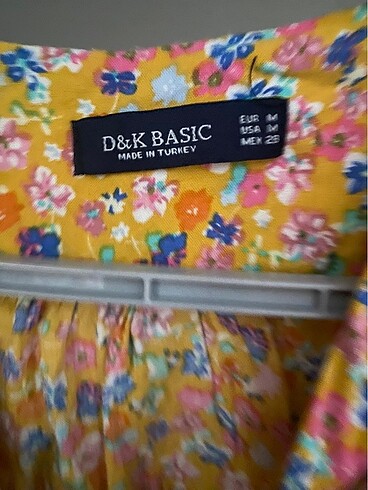 D&K BASIC
MADE IN TURKEY
EUR M
USA M
MEX 28